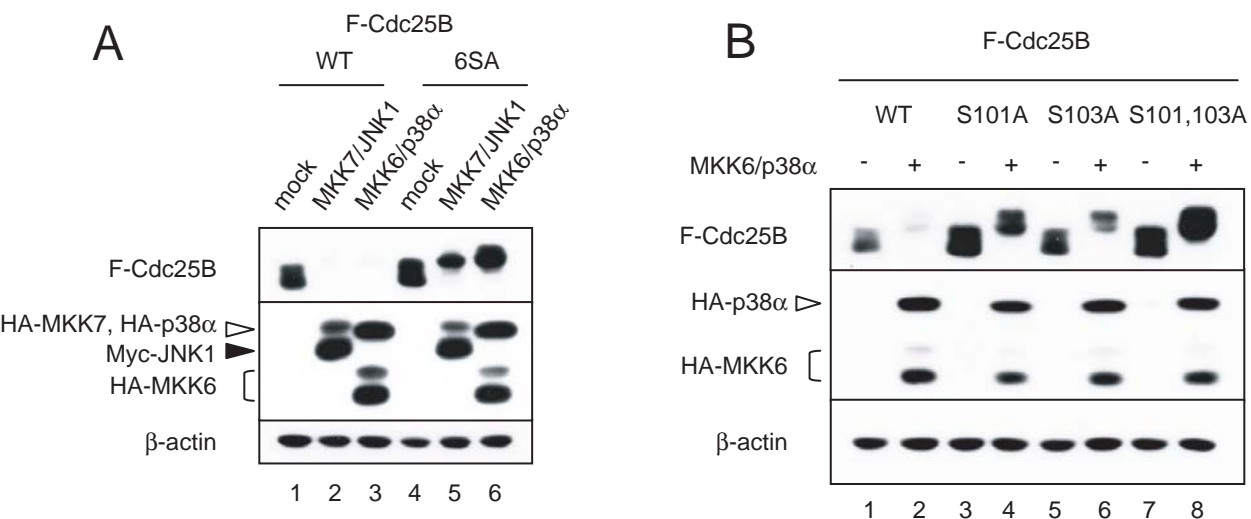 A
F-Cdc25B
WT 6SA
mock MKK7/JNK1 MKK6/p38α mock MKK7/JNK1 MKK6/p38α
F-Cdc25B
HA-MKK7, HA-p38α
Myc-JNK1
HA-MKK6
β-actin
1 2 3 4 5 6
B
F-Cdc25B
WT S101A S103A S101,103A
MKK6/p38α - + - + - + - +
F-Cdc25B
HA-p38α
HA-MKK6
β-actin
1 2 3 4 5 6 7 8